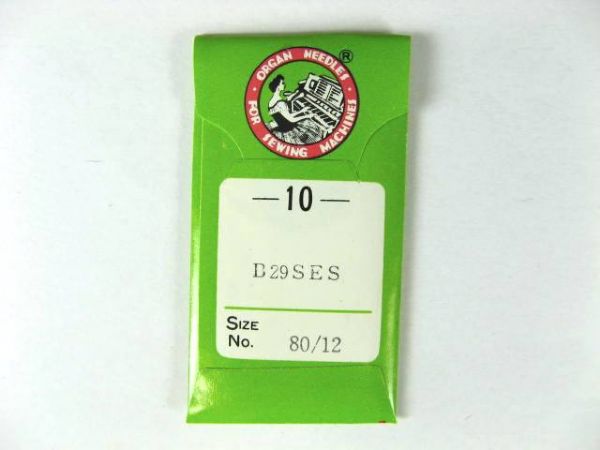 ORGAN NEEDLES ®
· FOR SEWING MACHINES ·
—10—
B29SES
SIZE
No. 80/12